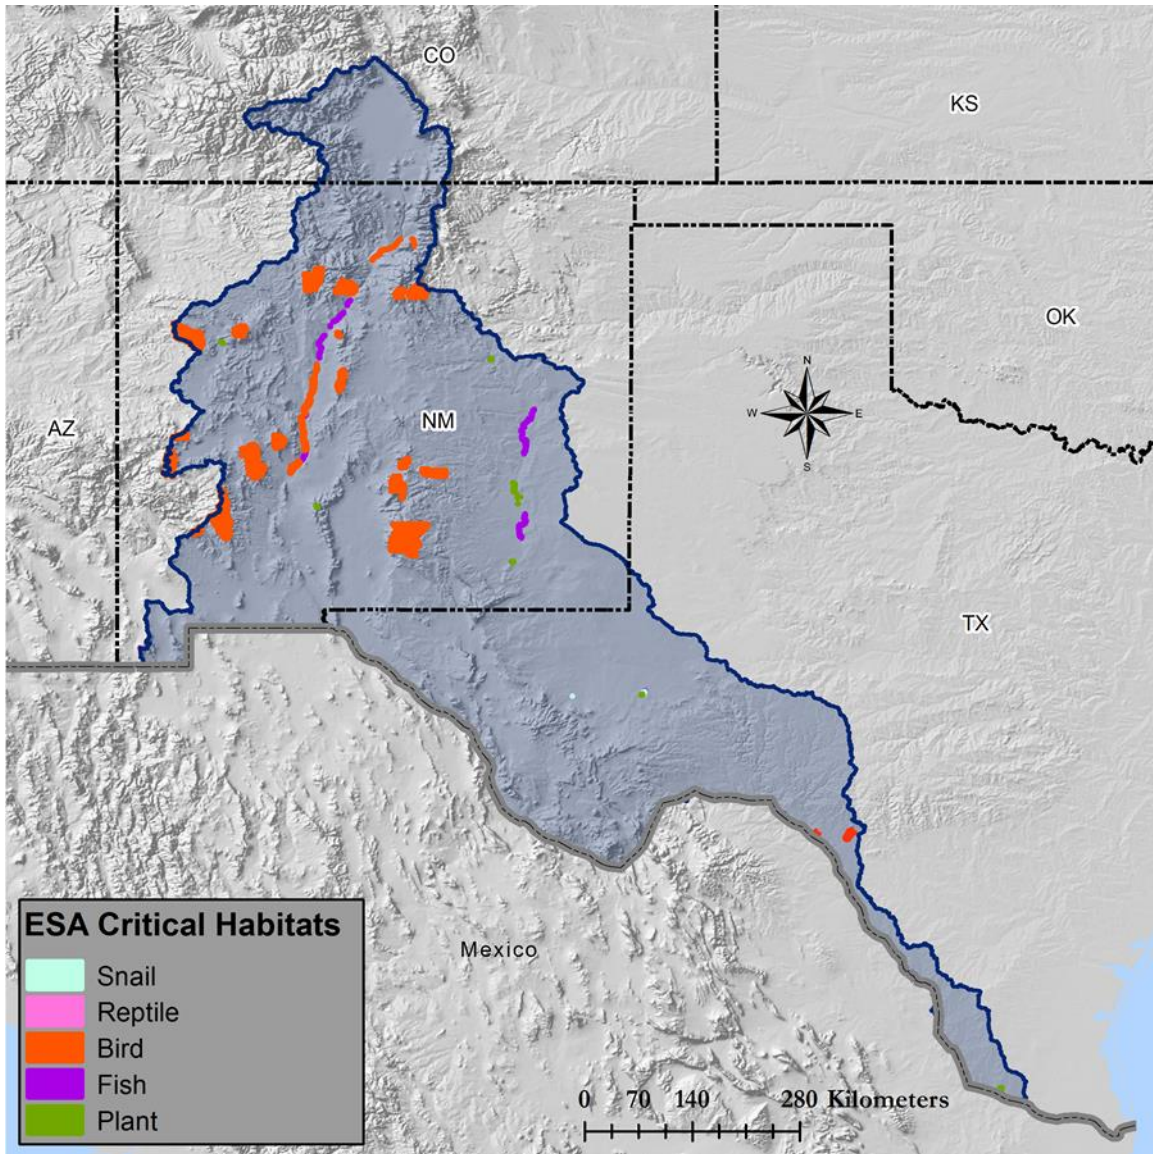 CO
KS
OK
N
W E
S
NM
AZ
TX
Mexico
ESA Critical Habitats
Snail
Reptile
Bird
Fish
Plant
0 70 140 280 Kilometers